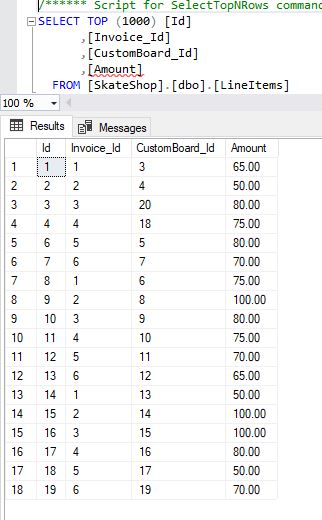 /****** Script for SelectTopNRows comman
SELECT TOP (1000) [Id]
,[Invoice_Id]
,[CustomBoard_Id]
,[Amount]
FROM [SkateShop].[dbo].[LineItems]
100 %
Results Messages
Id Invoice_Id CustomBoard_Id Amount
1 1 1 3 65.00
2 2 2 4 50.00
3 3 3 20 80.00
4 4 4 18 75.00
5 5 5 5 80.00
6 7 6 7 70.00
7 8 1 6 75.00
8 9 2 8 100.00
9 10 3 9 80.00
10 11 4 10 75.00
11 12 5 11 70.00
12 13 6 12 65.00
13 14 1 13 50.00
14 15 2 14 100.00
15 16 3 15 100.00
16 17 4 16 80.00
17 18 5 17 50.00
18 19 6 19 70.00